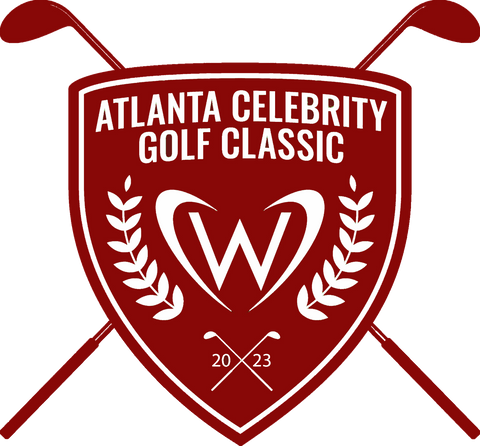 ATLANTA CELEBRITY
GOLF CLASSIC
W
20 23